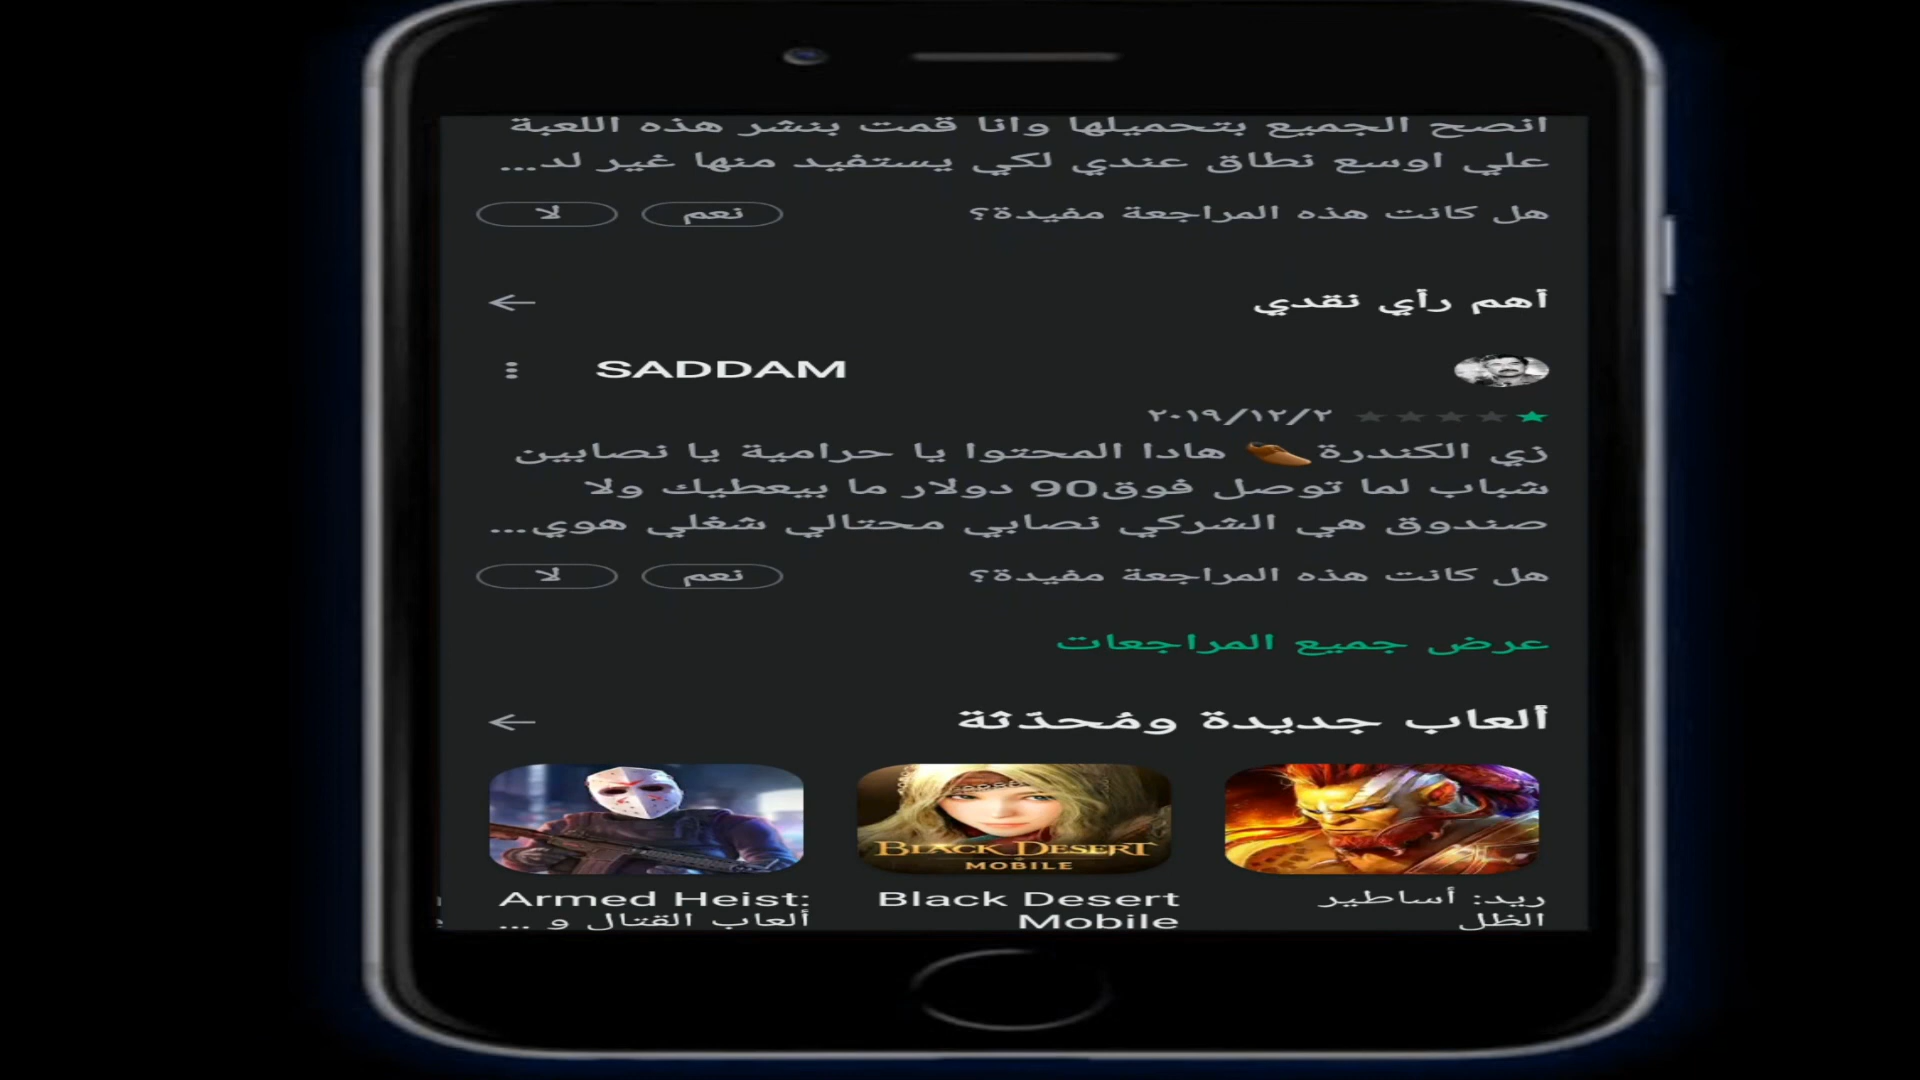 انصح الجميع بتحميلها وانا قمت بنشر هذه اللعبة
علي اوسع نطاق عندي لكي يستفيد منها غير لد...
هل كانت هذه المراجعة مفيدة؟ نعم لا
أهم رأي نقدي
SADDAM
٢٠١٩/١٢/٢
زي الكندرة👞 هادا المحتوا يا حرامية يا نصابين
شباب لما توصل فوق90 دولار ما بيعطيك ولا
صندوق هي الشركي نصابي محتالي شغلي هوي...
هل كانت هذه المراجعة مفيدة؟ نعم لا
عرض جميع المراجعات
ألعاب جديدة ومُحدّثة
BLACK DESERT
MOBILE
ريد: أساطير
الظل
Black Desert
Mobile
Armed Heist:
ألعاب القتال و ...